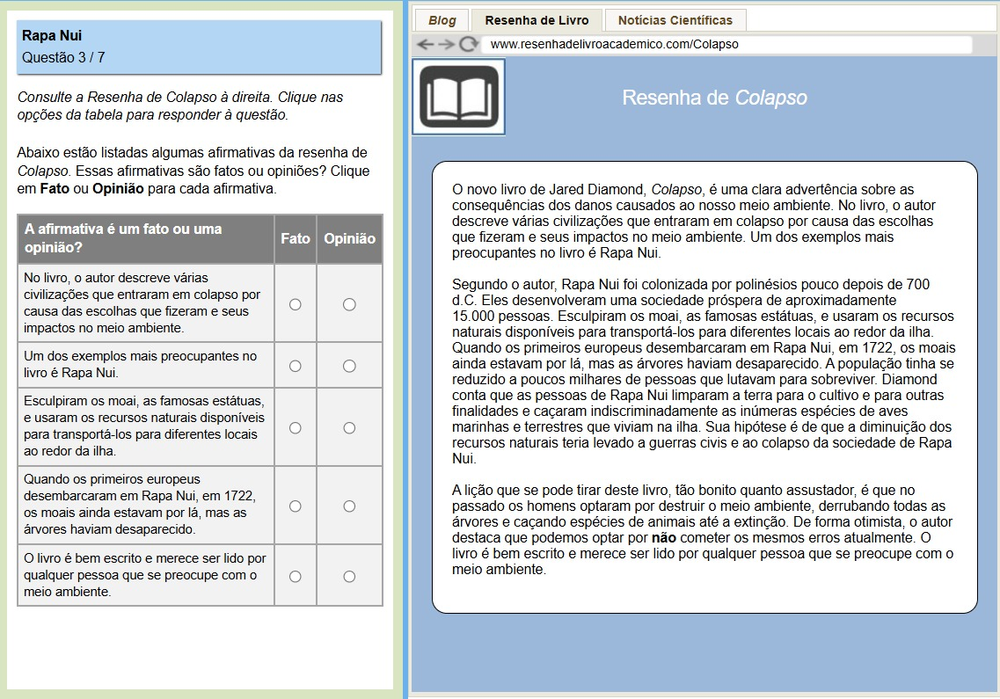 Rapa Nui
Questão 3 / 7
Consulte a Resenha de Colapso à direita. Clique nas
opções da tabela para responder à questão.
Abaixo estão listadas algumas afirmativas da resenha de
Colapso. Essas afirmativas são fatos ou opiniões? Clique
em Fato ou Opinião para cada afirmativa.
A afirmativa é um fato ou uma
opinião?
Fato
Opinião
No livro, o autor descreve várias
civilizações que entraram em colapso por
causa das escolhas que fizeram e seus
impactos no meio ambiente.
Um dos exemplos mais preocupantes no
livro é Rapa Nui.
Esculpiram os moai, as famosas estátuas,
e usaram os recursos naturais disponíveis
para transportá-los para diferentes locais
ao redor da ilha.
Quando os primeiros europeus
desembarcaram em Rapa Nui, em 1722,
os moais ainda estavam por lá, mas as
árvores haviam desaparecido.
O livro é bem escrito e merece ser lido por
qualquer pessoa que se preocupe com o
meio ambiente.
Blog
Resenha de Livro
Notícias Científicas
www.resenhadelivroacademico.com/Colapso
Resenha de Colapso
O novo livro de Jared Diamond, Colapso, é uma clara advertência sobre as
consequências dos danos causados ao nosso meio ambiente. No livro, o autor
descreve várias civilizações que entraram em colapso por causa das escolhas
que fizeram e seus impactos no meio ambiente. Um dos exemplos mais
preocupantes no livro é Rapa Nui.
Segundo o autor, Rapa Nui foi colonizada por polinésios pouco depois de 700
d.C. Eles desenvolveram uma sociedade próspera de aproximadamente
15.000 pessoas. Esculpiram os moai, as famosas estátuas, e usaram os recursos
naturais disponíveis para transportá-los para diferentes locais ao redor da ilha.
Quando os primeiros europeus desembarcaram em Rapa Nui, em 1722, os moais
ainda estavam por lá, mas as árvores haviam desaparecido. A população tinha se
reduzido a poucos milhares de pessoas que lutavam para sobreviver. Diamond
conta que as pessoas de Rapa Nui limparam a terra para o cultivo e para outras
finalidades e caçaram indiscriminadamente as inúmeras espécies de aves
marinhas e terrestres que viviam na ilha. Sua hipótese é de que a diminuição dos
recursos naturais teria levado a guerras civis e ao colapso da sociedade de Rapa
Nui.
A lição que se pode tirar deste livro, tão bonito quanto assustador, é que no
passado os homens optaram por destruir o meio ambiente, derrubando todas as
árvores e caçando espécies de animais até a extinção. De forma otimista, o autor
destaca que podemos optar por não cometer os mesmos erros atualmente. O
livro é bem escrito e merece ser lido por qualquer pessoa que se preocupe com o
meio ambiente.